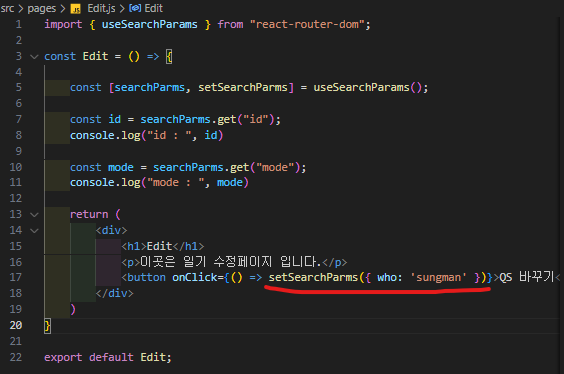 src > pages > JS Edit.js > Edit
1 import { useSearchParams } from "react-router-dom";
2
3 const Edit = () => {
4
5 const [searchParms, setSearchParms] = useSearchParams();
6
7 const id = searchParms.get("id");
8 console.log("id : ", id)
9
10 const mode = searchParms.get("mode");
11 console.log("mode : ", mode)
12
13 return (
14 <div>
15 <h1>Edit</h1>
16 <p>이곳은 일기 수정페이지 입니다.</p>
17 <button onClick={() => setSearchParms({ who: 'sungman' })}>QS 바꾸기<
18 </div>
19 )
20 }
21
22 export default Edit;